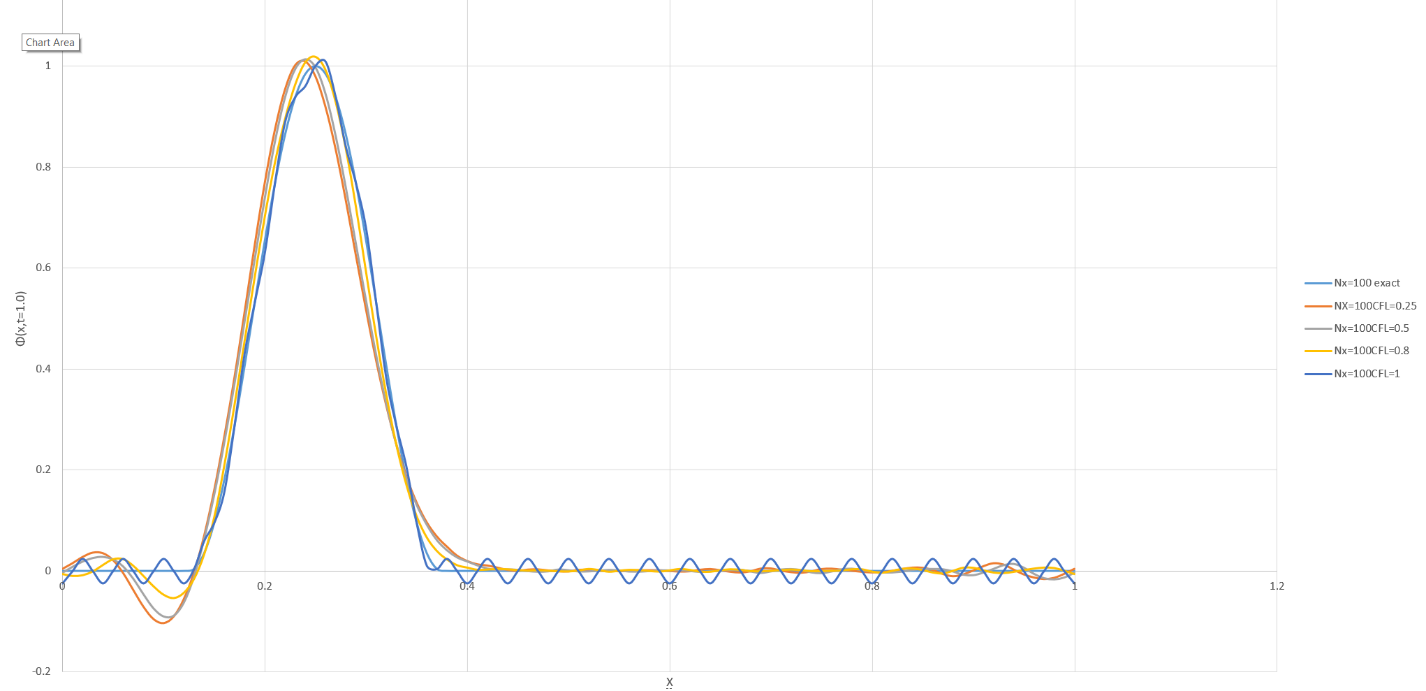 Chart Area
1
0.8
0.6
0.4
0.2
0
-0.2
0
0.2
0.4
0.6
0.8
1
1.2
Φ(x,t=1.0)
X
Nx=100 exact
NX=100CFL=0.25
Nx=100CFL=0.5
Nx=100CFL=0.8
Nx=100CFL=1